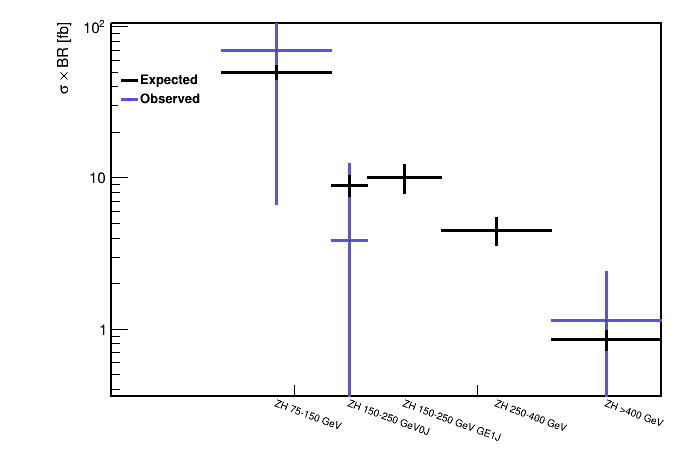 σ × BR [fb]
10²
10
1
Expected
Observed
ZH 75-150 GeV
ZH 150-250 GeV0J
ZH 150-250 GeV GE1J
ZH 250-400 GeV
ZH >400 GeV